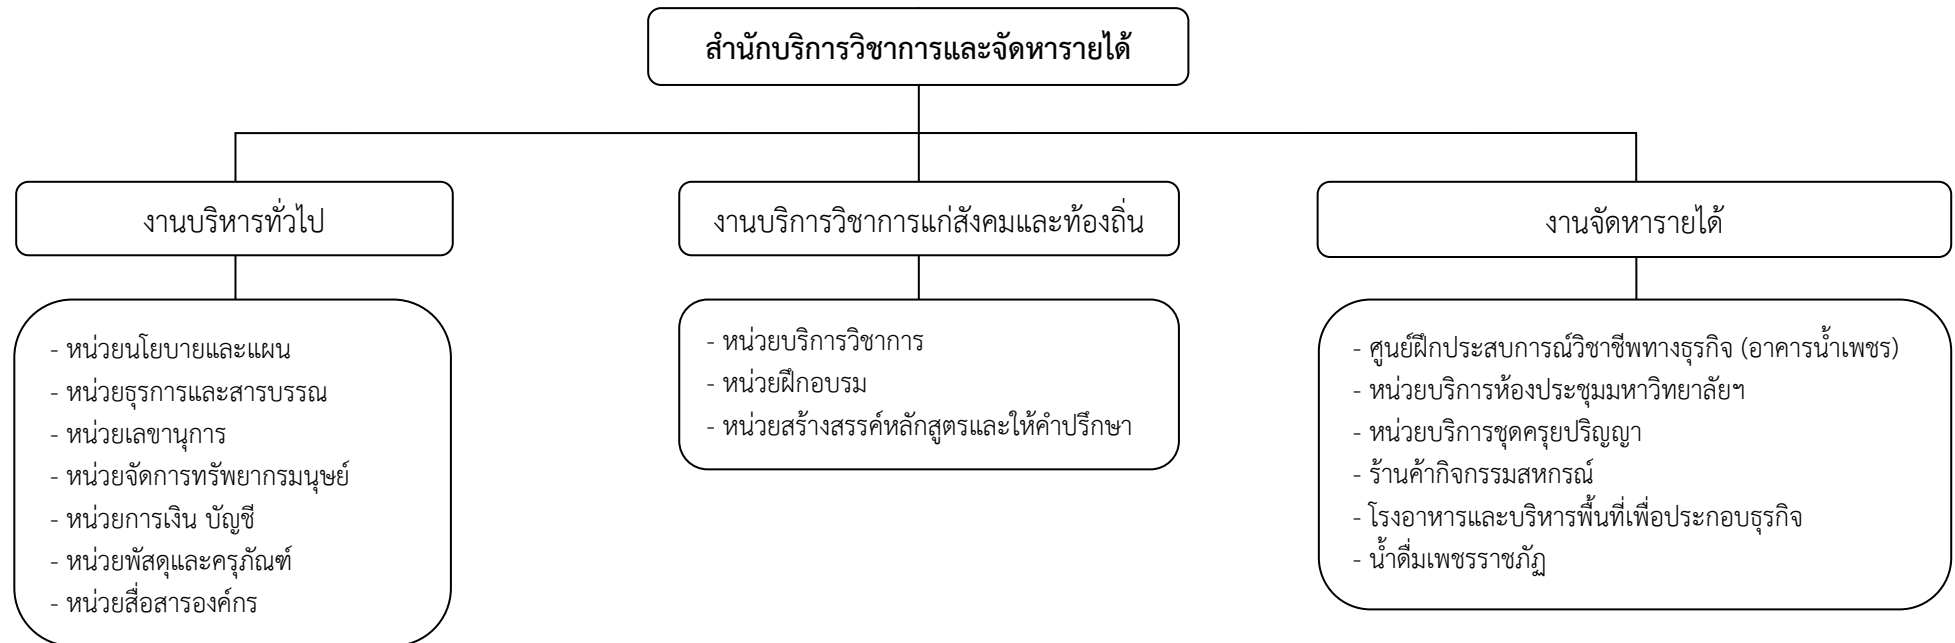 สำนักบริการวิชาการและจัดหารายได้
งานบริหารทั่วไป
- หน่วยนโยบายและแผน
- หน่วยธุรการและสารบรรณ
- หน่วยเลขานุการ
- หน่วยจัดการทรัพยากรมนุษย์
- หน่วยการเงิน บัญชี
- หน่วยพัสดุและครุภัณฑ์
- หน่วยสื่อสารองค์กร
งานบริการวิชาการแก่สังคมและท้องถิ่น
- หน่วยบริการวิชาการ
- หน่วยฝึกอบรม
- หน่วยสร้างสรรค์หลักสูตรและให้คำปรึกษา
งานจัดหารายได้
- ศูนย์ฝึกประสบการณ์วิชาชีพทางธุรกิจ (อาคารน้ำเพชร)
- หน่วยบริการห้องประชุมมหาวิทยาลัยฯ
- หน่วยบริการชุดครุยปริญญา
- ร้านค้ากิจกรรมสหกรณ์
- โรงอาหารและบริหารพื้นที่เพื่อประกอบธุรกิจ
- น้ำดื่มเพชรราชภัฏ